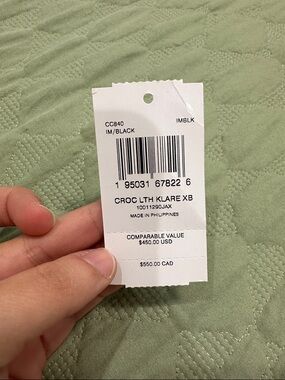 CC840 IMBLK
IM/BLACK
1 95031 67822 6
CROC LTH KLARE XB
10011290JAX
MADE IN PHILIPPINES
COMPARABLE VALUE
$450.00 USD
$550.00 CAD